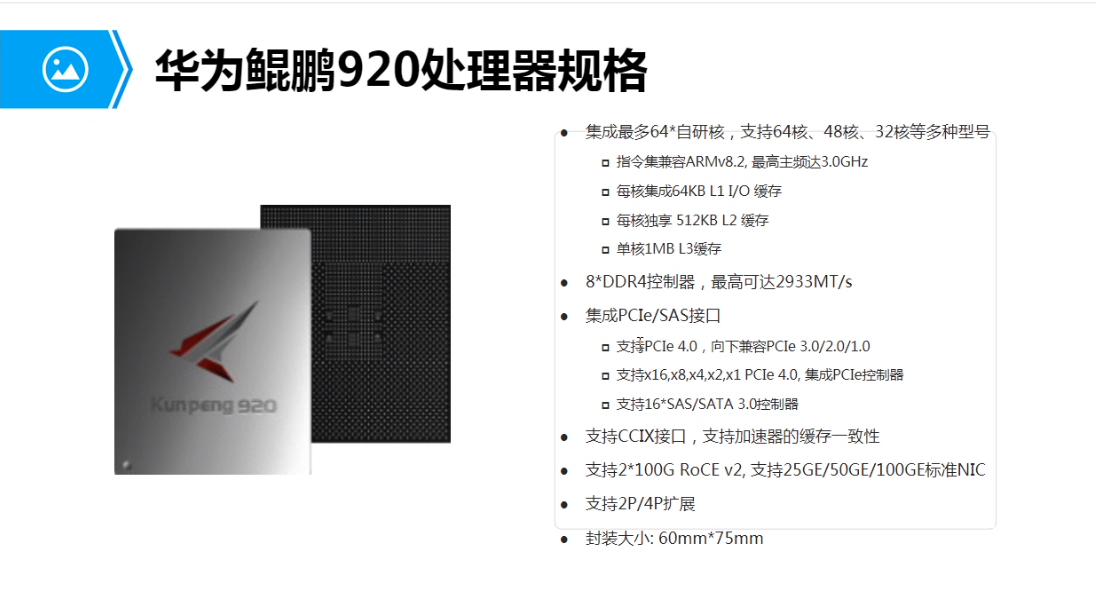 华为鲲鹏920处理器规格
● 集成最多64*自研核，支持64核、48核、32核等多种型号
指令集兼容ARMv8.2, 最高主频达3.0GHz
每核集成64KB L1 I/O 缓存
每核独享 512KB L2 缓存
单核1MB L3缓存
● 8*DDR4控制器，最高可达2933MT/s
● 集成PCIe/SAS接口
支持PCIe 4.0，向下兼容PCIe 3.0/2.0/1.0
支持x16,x8,x4,x2,x1 PCIe 4.0, 集成PCIe控制器
支持16*SAS/SATA 3.0控制器
● 支持CCIX接口，支持加速器的缓存一致性
● 支持2*100G RoCE v2, 支持25GE/50GE/100GE标准NIC
● 支持2P/4P扩展
● 封装大小: 60mm*75mm
Kunpeng 920